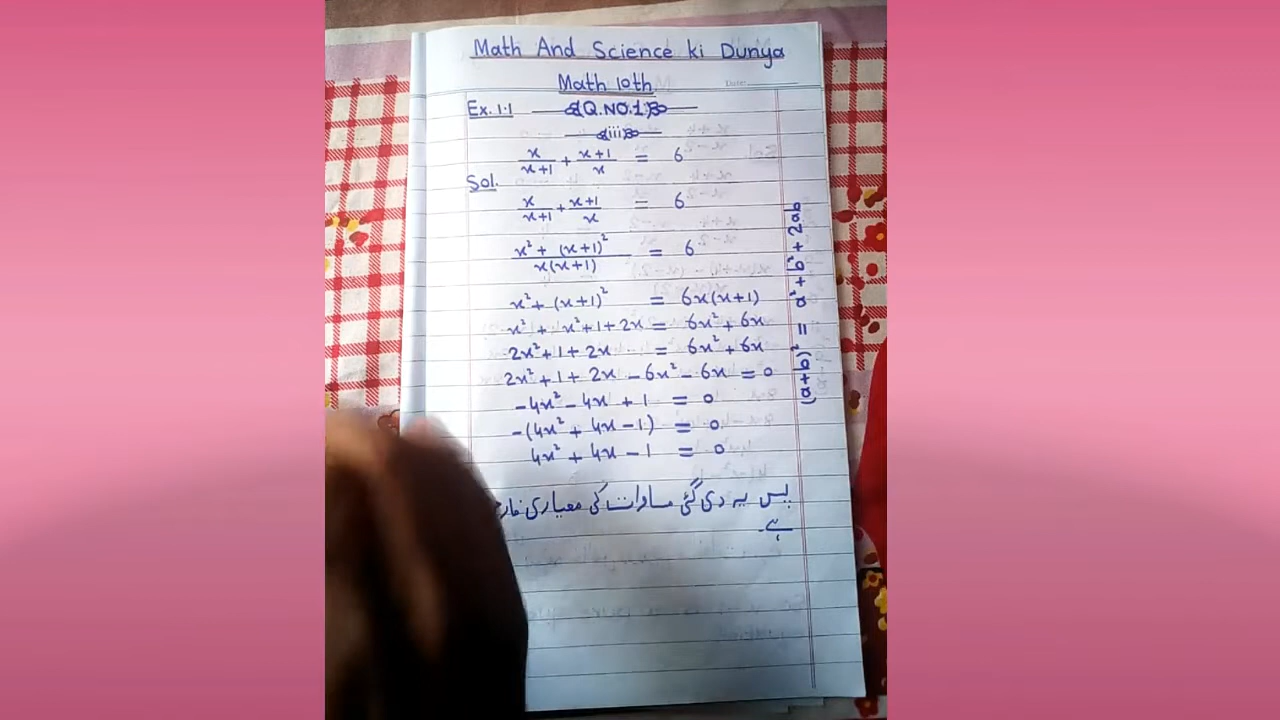 Math And Science ki Dunya
Math 10th
Date:
Ex. 1.1 Q.NO.1
iii
x/(x+1) + (x+1)/x = 6
Sol.
x/(x+1) + (x+1)/x = 6
(x² + (x+1)²)/(x(x+1)) = 6
x² + (x+1)² = 6x(x+1)
x² + x² + 1 + 2x = 6x² + 6x
2x² + 1 + 2x = 6x² + 6x
2x² + 1 + 2x - 6x² - 6x = 0
-4x² - 4x + 1 = 0
-(4x² + 4x - 1) = 0
4x² + 4x - 1 = 0
پس یہ دی گئی مساوات کی معیاری
ہے۔
(a+b)² = a² + b² + 2ab